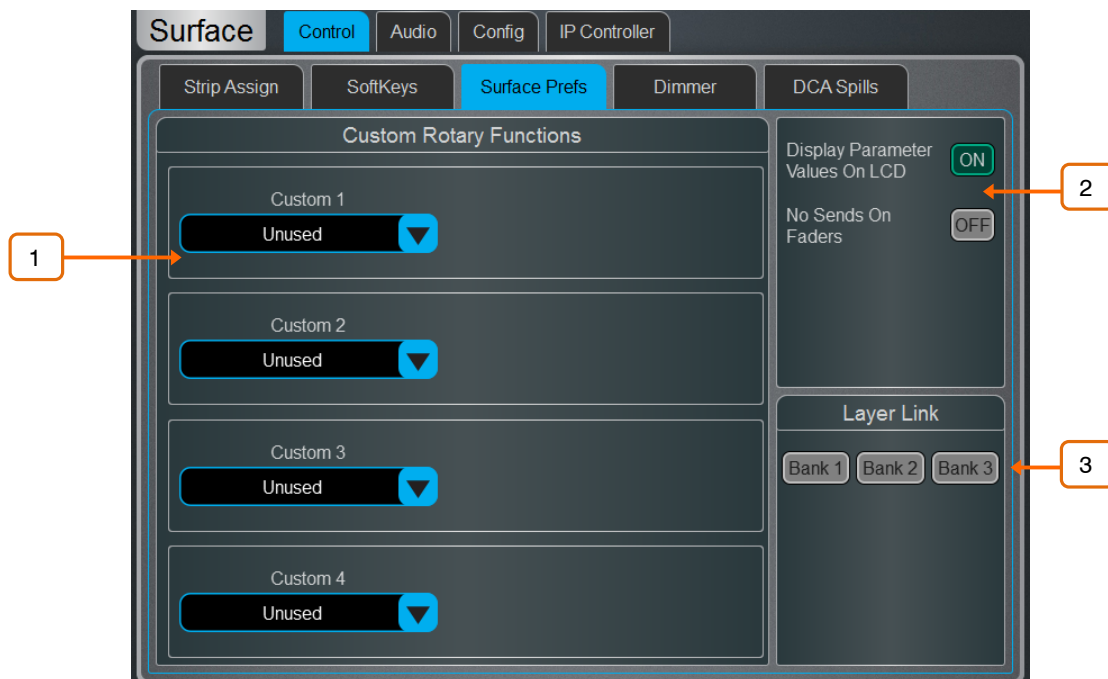 Surface
Control
Audio
Config
IP Controller
Strip Assign
SoftKeys
Surface Prefs
Dimmer
DCA Spills
Custom Rotary Functions
Custom 1
Unused
Custom 2
Unused
Custom 3
Unused
Custom 4
Unused
Display Parameter
Values On LCD
ON
No Sends On
Faders
OFF
Layer Link
Bank 1
Bank 2
Bank 3
1
2
3